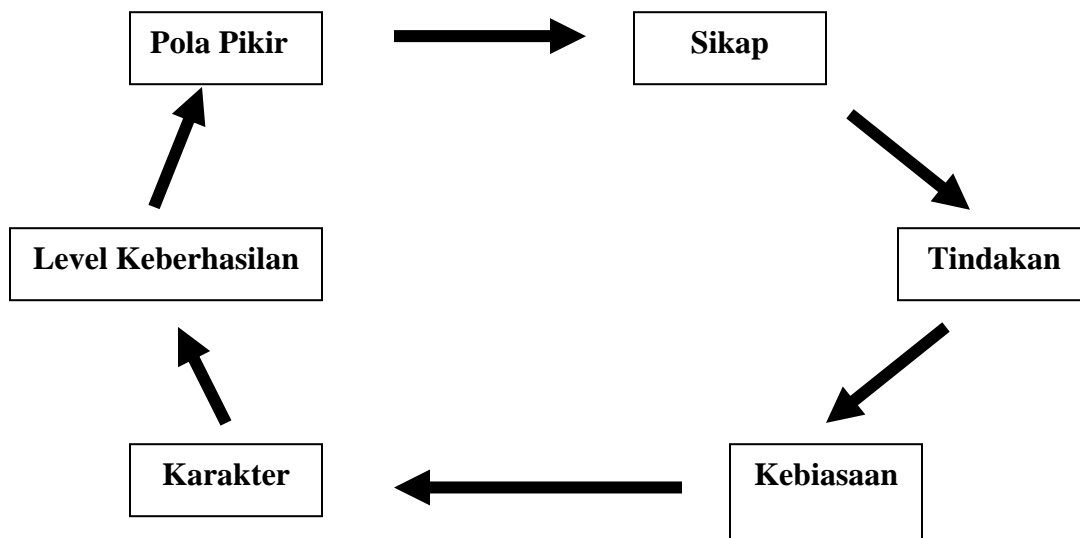 Pola Pikir
Sikap
Level Keberhasilan
Tindakan
Karakter
Kebiasaan